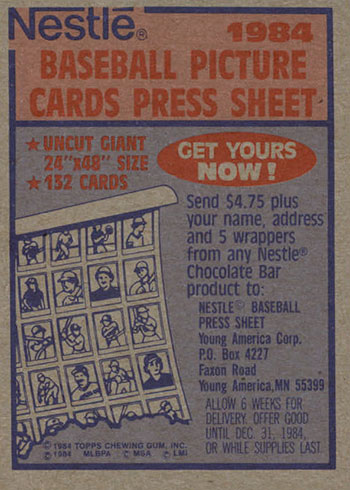 Nestlē®
1984
BASEBALL PICTURE
CARDS PRESS SHEET
★ UNCUT GIANT
24"x48" SIZE
★ 132 CARDS
GET YOURS
NOW!
Send $4.75 plus
your name, address
and 5 wrappers
from any Nestle®
Chocolate Bar
product to:
NESTLE© BASEBALL
PRESS SHEET
Young America Corp.
P.O. Box 4227
Faxon Road
Young America, MN 55399
ALLOW 6 WEEKS FOR
DELIVERY. OFFER GOOD
UNTIL DEC. 31, 1984,
OR WHILE SUPPLIES LAST.
© 1984 TOPPS CHEWING GUM, INC.
© 1984 MLBPA © MSA © LMI